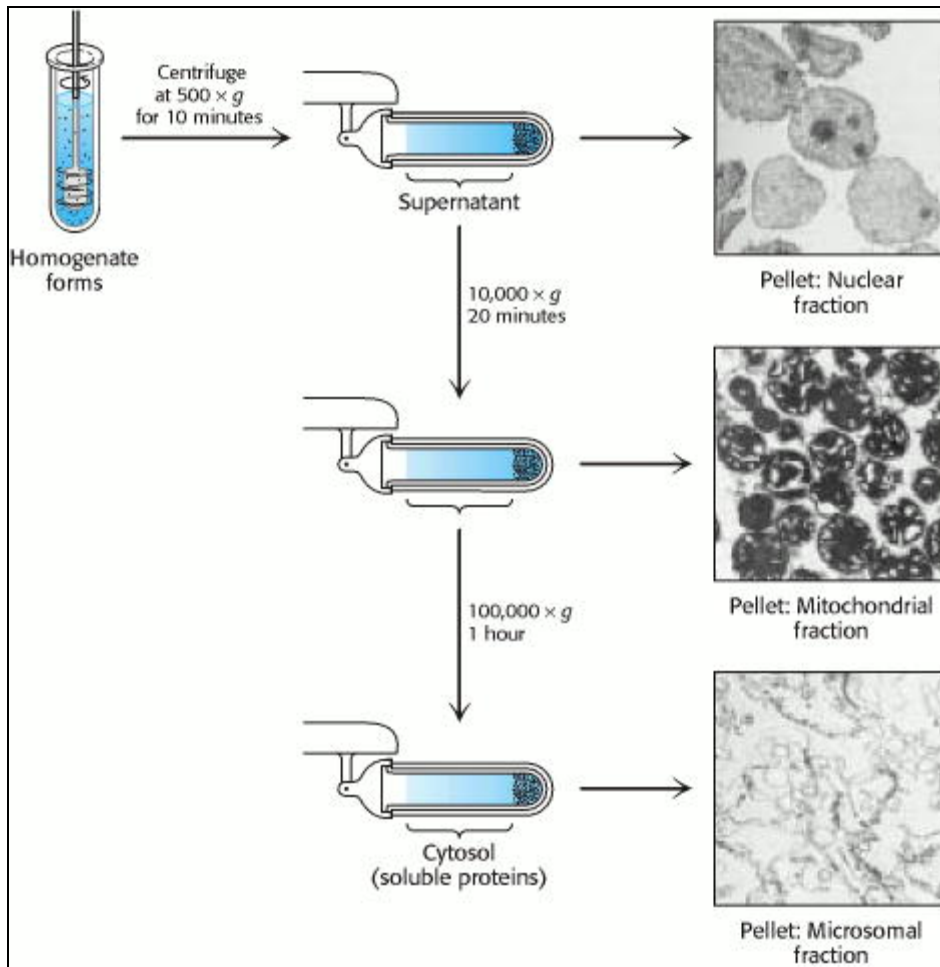 Centrifuge
at 500 × g
for 10 minutes
Homogenate
forms
Supernatant
Pellet: Nuclear
fraction
10,000 × g
20 minutes
Pellet: Mitochondrial
fraction
100,000 × g
1 hour
Cytosol
(soluble proteins)
Pellet: Microsomal
fraction